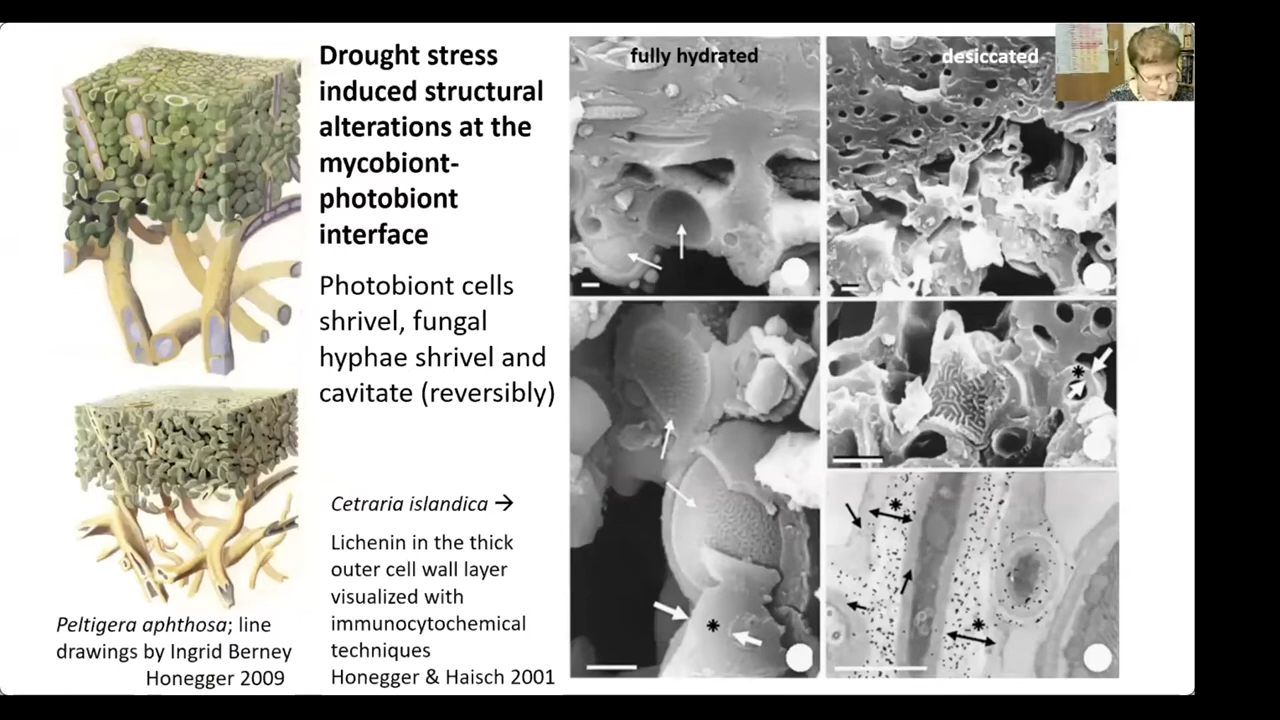 Drought stress
induced structural
alterations at the
mycobiont-
photobiont
interface
Photobiont cells
shrivel, fungal
hyphae shrivel and
cavitate (reversibly)
Cetraria islandica →
Lichenin in the thick
outer cell wall layer
visualized with
immunocytochemical
techniques
Honegger & Haisch 2001
Peltigera aphthosa; line
drawings by Ingrid Berney
Honegger 2009
fully hydrated
desiccated